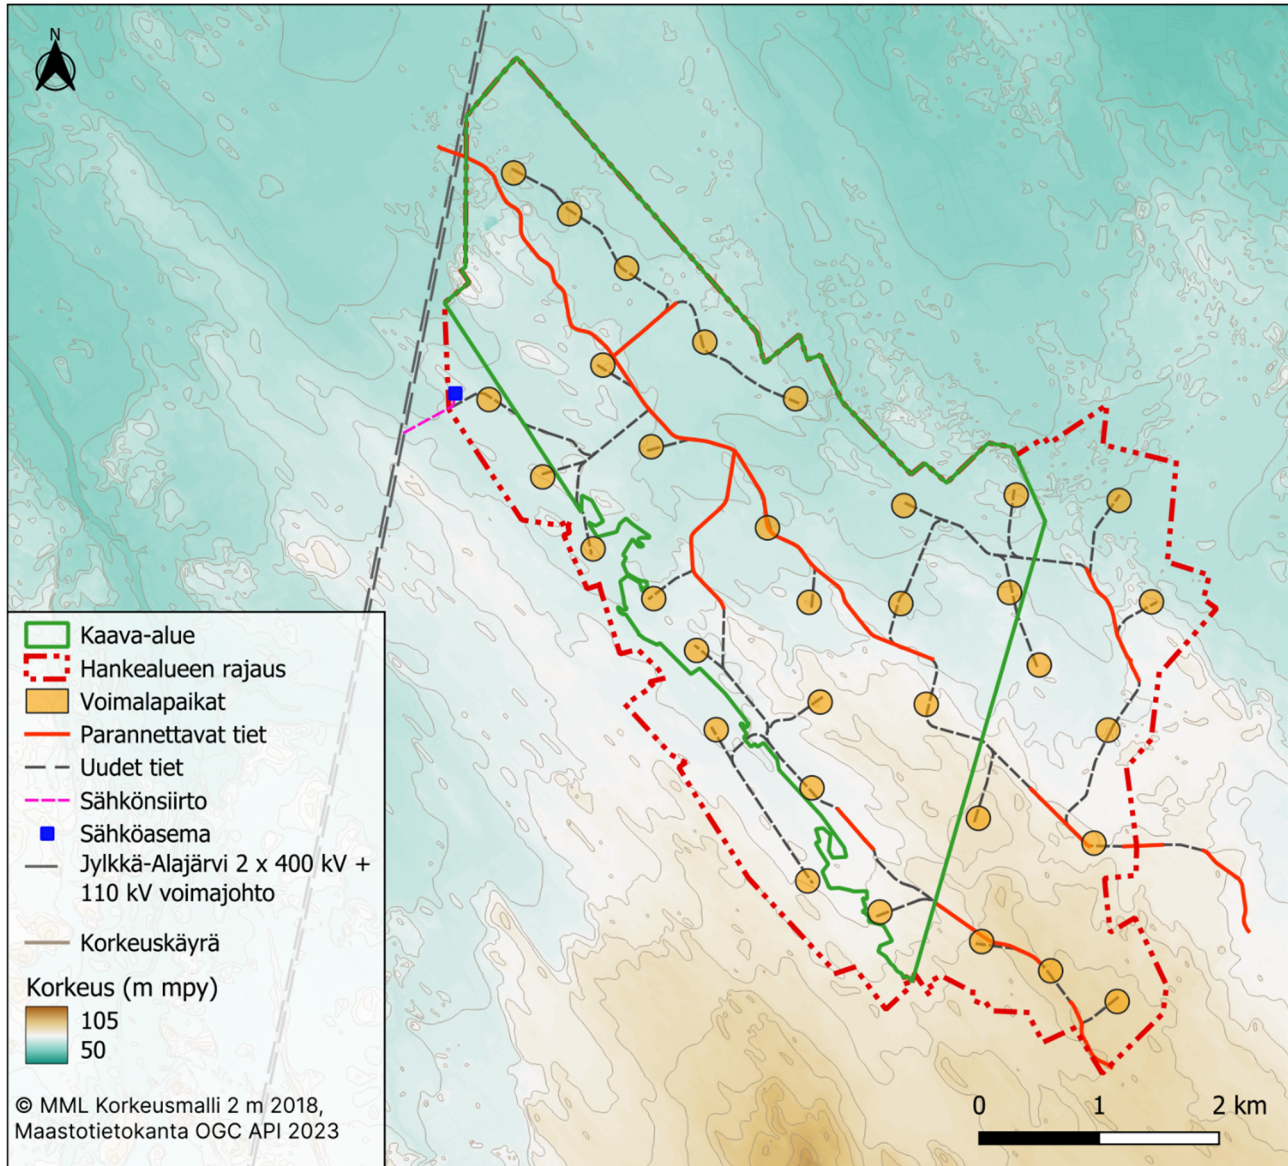 N
Kaava-alue
Hankealueen rajaus
Voimalapaikat
Parannettavat tiet
Uudet tiet
Sähkönsiirto
Sähköasema
Jylkkä-Alajärvi 2 x 400 kV +
110 kV voimajohto
Korkeuskäyrä
Korkeus (m mpy)
105
50
© MML Korkeusmalli 2 m 2018,
Maastotietokanta OGC API 2023
0 1 2 km